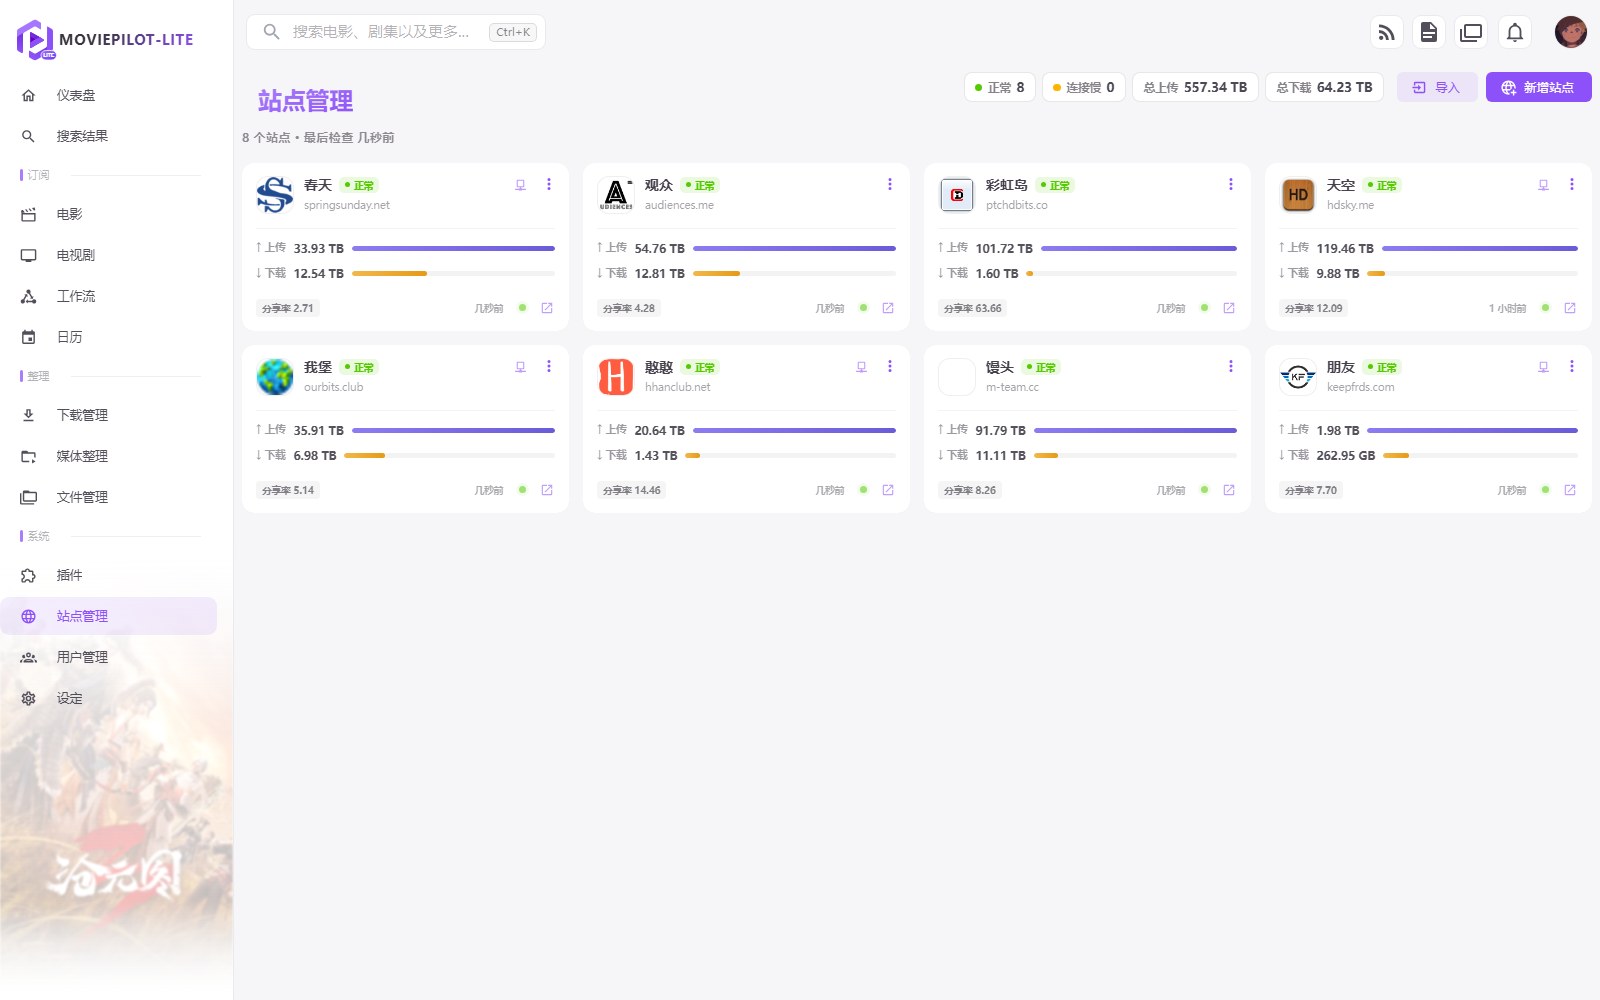 MOVIEPILOT-LITE
LITE
搜索电影、剧集以及更多... Ctrl+K
仪表盘
搜索结果
订阅
电影
电视剧
工作流
日历
整理
下载管理
媒体整理
文件管理
系统
插件
站点管理
用户管理
设定
沧元图
站点管理
正常 8
连接慢 0
总上传 557.34 TB
总下载 64.23 TB
导入
新增站点
8 个站点 • 最后检查 几秒前
春天 正常
springsunday.net
↑ 上传 33.93 TB
↓ 下载 12.54 TB
分享率 2.71 几秒前
A
UDIENCES
观众 正常
audiences.me
↑ 上传 54.76 TB
↓ 下载 12.81 TB
分享率 4.28 几秒前
彩虹岛 正常
ptchdbits.co
↑ 上传 101.72 TB
↓ 下载 1.60 TB
分享率 63.66 几秒前
HD
天空 正常
hdsky.me
↑ 上传 119.46 TB
↓ 下载 9.88 TB
分享率 12.09 1 小时前
我堡 正常
ourbits.club
↑ 上传 35.91 TB
↓ 下载 6.98 TB
分享率 5.14 几秒前
H
憨憨 正常
hhanclub.net
↑ 上传 20.64 TB
↓ 下载 1.43 TB
分享率 14.46 几秒前
馒头 正常
m-team.cc
↑ 上传 91.79 TB
↓ 下载 11.11 TB
分享率 8.26 几秒前
KF
朋友 正常
keepfrds.com
↑ 上传 1.98 TB
↓ 下载 262.95 GB
分享率 7.70 几秒前